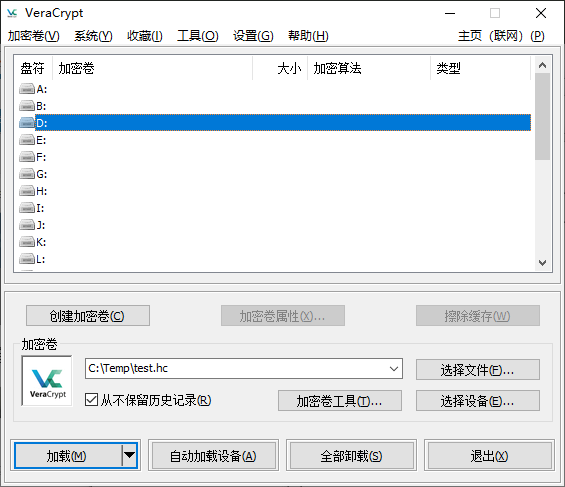 VeraCrypt
加密卷(V) 系统(Y) 收藏(I) 工具(O) 设置(G) 帮助(H) 主页（联网）(P)
盘符 加密卷 大小 加密算法 类型
A:
B:
D:
E:
F:
G:
H:
I:
J:
K:
L:
创建加密卷(C) 加密卷属性(X)... 擦除缓存(W)
加密卷
C:\Temp\test.hc 选择文件(F)...
VeraCrypt
从不保留历史记录(R) 加密卷工具(T)... 选择设备(E)...
加载(M) 自动加载设备(A) 全部卸载(S) 退出(X)